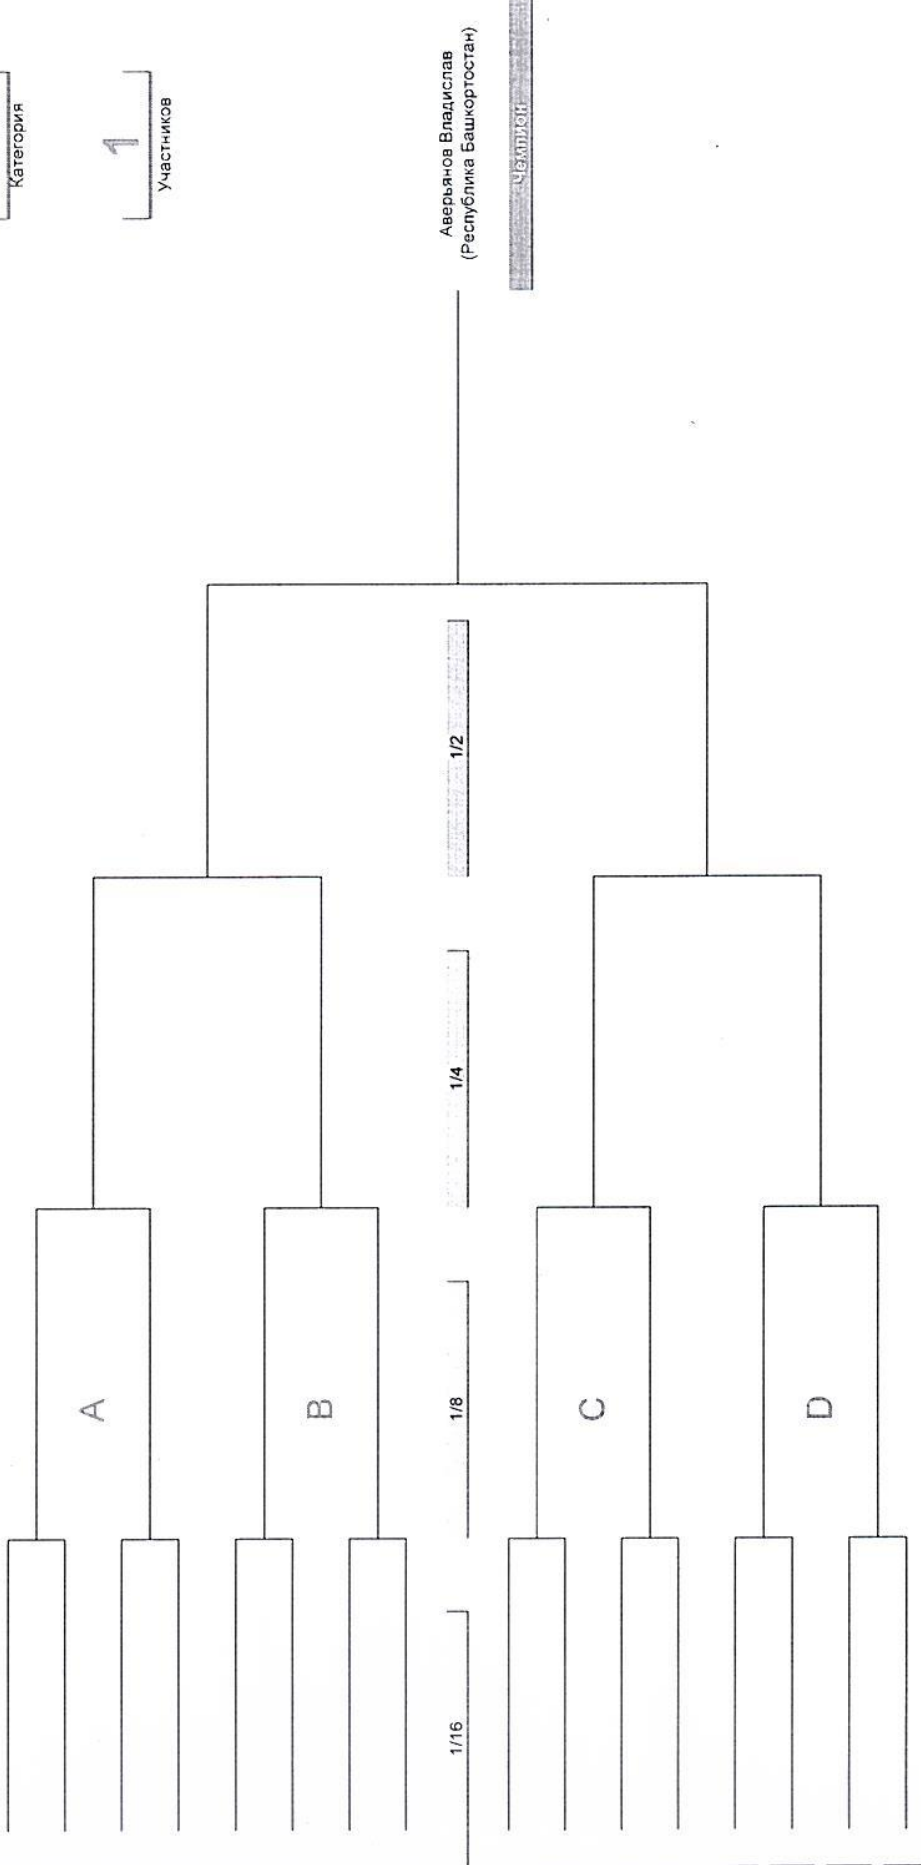 Категория
1
Участников
Аверьянов Владислав
(Республика Башкортостан)
Чемпион
1/2
1/4
1/8
1/16
A
B
C
D